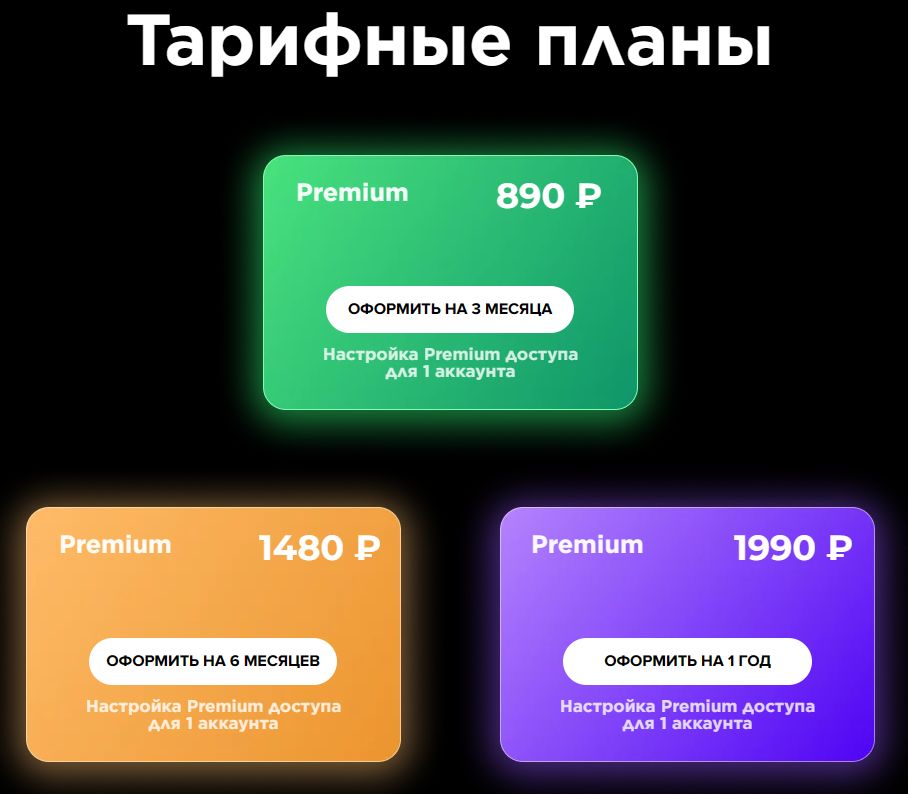 Тарифные планы
Premium 890 ₽
ОФОРМИТЬ НА 3 МЕСЯЦА
Настройка Premium доступа
для 1 аккаунта
Premium 1480 ₽
ОФОРМИТЬ НА 6 МЕСЯЦЕВ
Настройка Premium доступа
для 1 аккаунта
Premium 1990 ₽
ОФОРМИТЬ НА 1 ГОД
Настройка Premium доступа
для 1 аккаунта